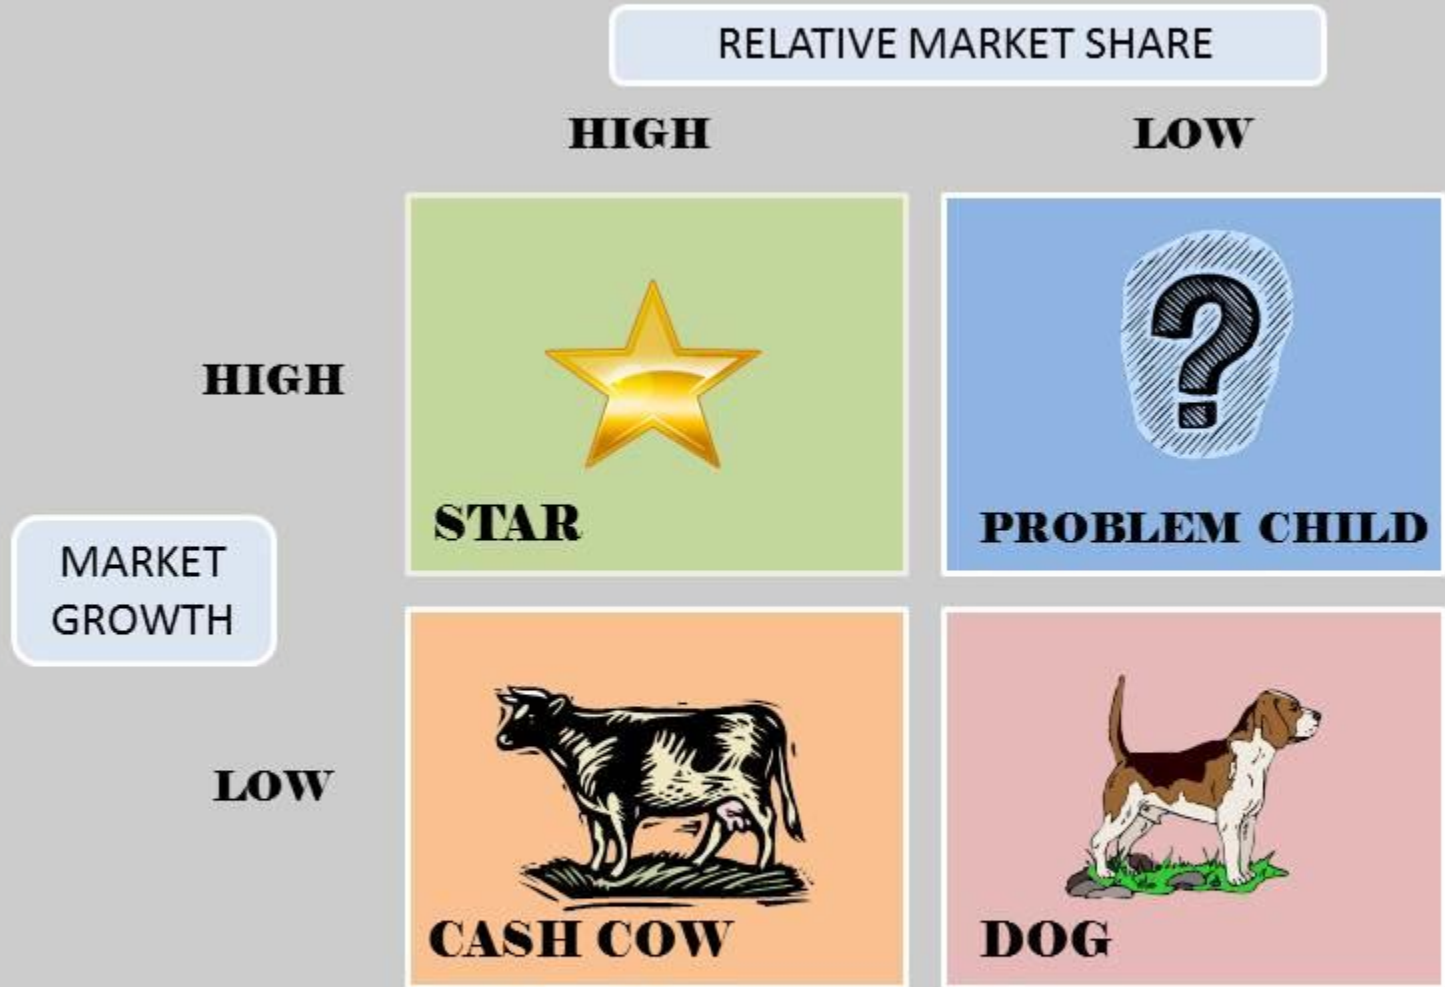 RELATIVE MARKET SHARE
HIGH
LOW
HIGH
STAR
?
PROBLEM CHILD
MARKET
GROWTH
LOW
CASH COW
DOG